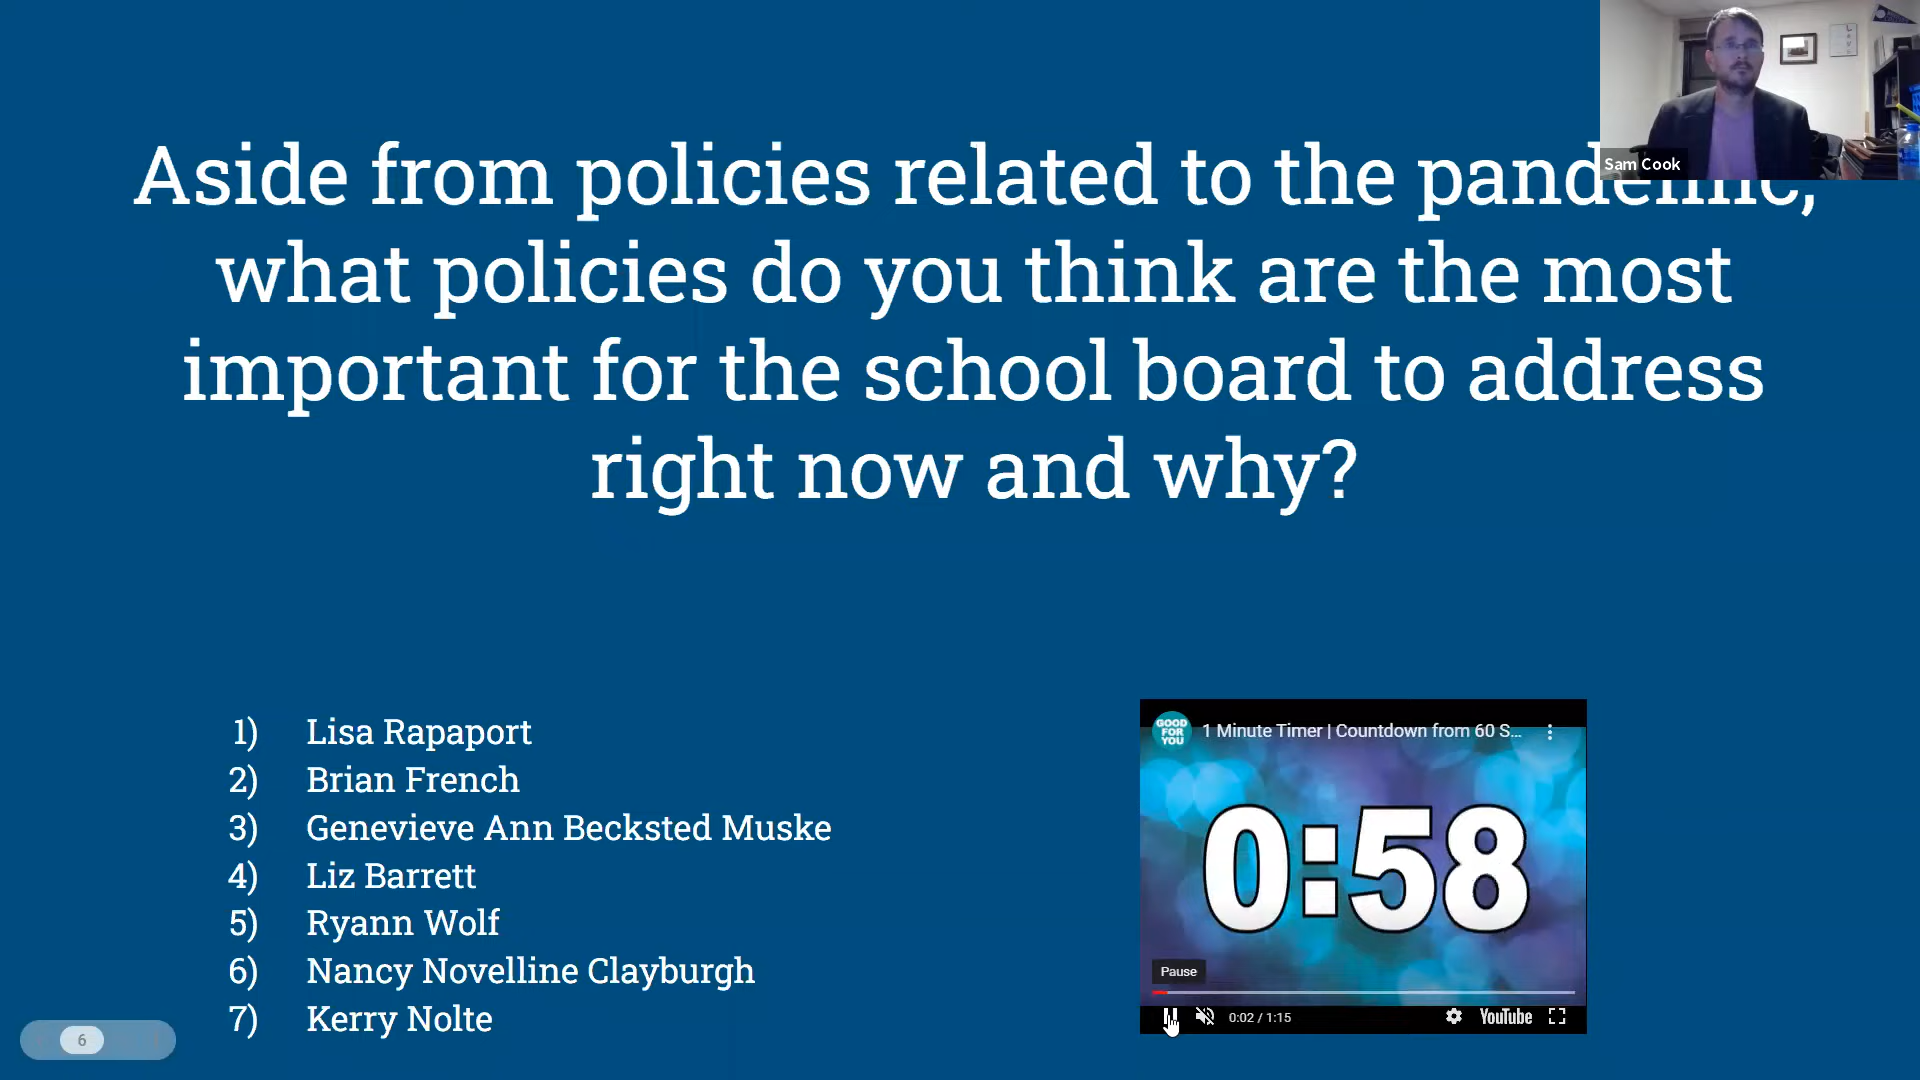 Aside from policies related to the pandemic,
what policies do you think are the most
important for the school board to address
right now and why?
Sam Cook
1) Lisa Rapaport
2) Brian French
3) Genevieve Ann Becksted Muske
4) Liz Barrett
5) Ryann Wolf
6) Nancy Novelline Clayburgh
7) Kerry Nolte
GOOD
FOR
YOU
1 Minute Timer | Countdown from 60 S...
0:58
Pause
0:02 / 1:15
YouTube
6